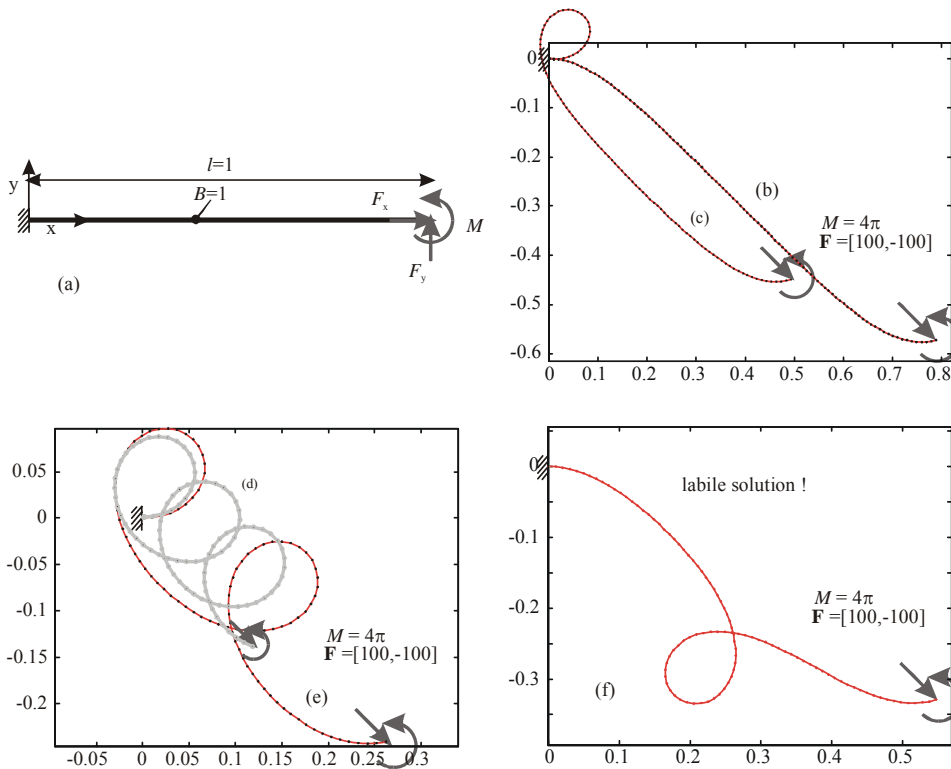 l=1
y
B=1
F_x
M
x
F_y
(a)
0
-0.1
-0.2
-0.3
-0.4
-0.5
-0.6
(b)
(c)
M = 4π
F =[100,-100]
0 0.1 0.2 0.3 0.4 0.5 0.6 0.7 0.8
0.05
0
-0.05
-0.1
-0.15
-0.2
(d)
M = 4π
F =[100,-100]
(e)
-0.05 0 0.05 0.1 0.15 0.2 0.25 0.3
0
-0.1
-0.2
-0.3
labile solution !
M = 4π
F =[100,-100]
(f)
0 0.1 0.2 0.3 0.4 0.5